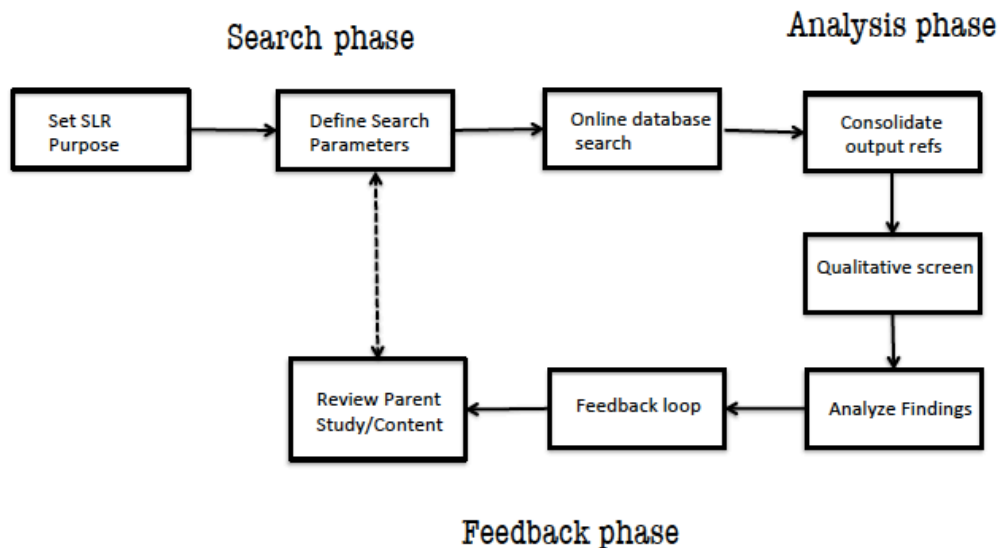 Search phase
Analysis phase
Set SLR
Purpose
Define Search
Parameters
Online database
search
Consolidate
output refs
Qualitative screen
Review Parent
Study/Content
Feedback loop
Analyze Findings
Feedback phase